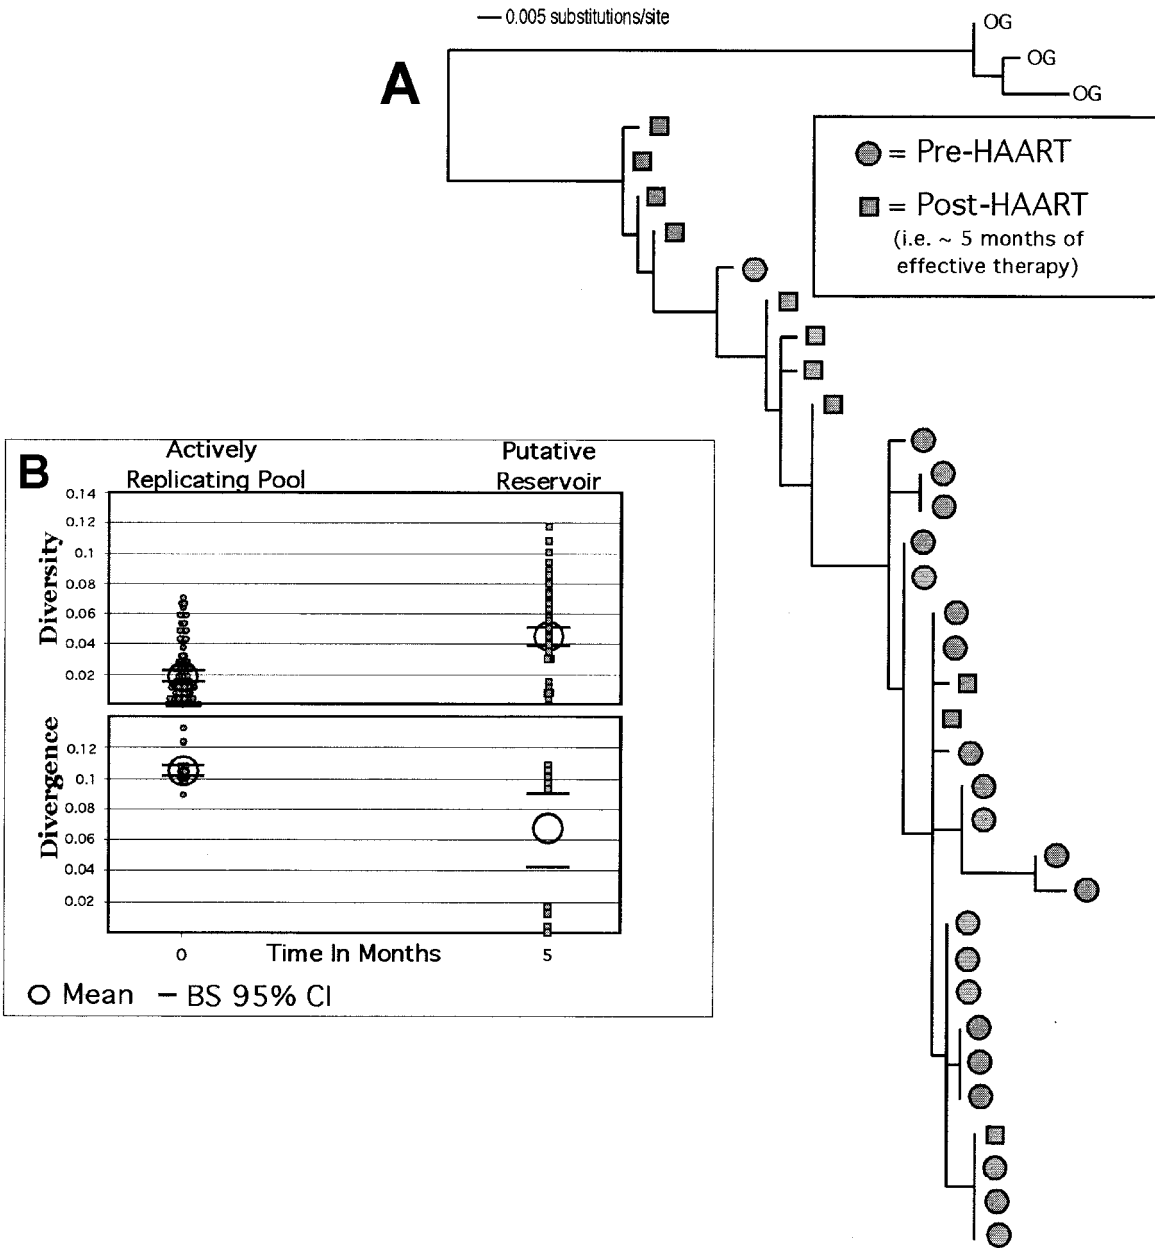 0.005 substitutions/site
OG
OG
OG
A
= Pre-HAART
= Post-HAART
(i.e. ~ 5 months of
effective therapy)
B
Actively
Replicating Pool
Putative
Reservoir
Diversity
0.14
0.12
0.1
0.08
0.06
0.04
0.02
Divergence
0.12
0.1
0.08
0.06
0.04
0.02
0
Time In Months
5
Mean
BS 95% CI